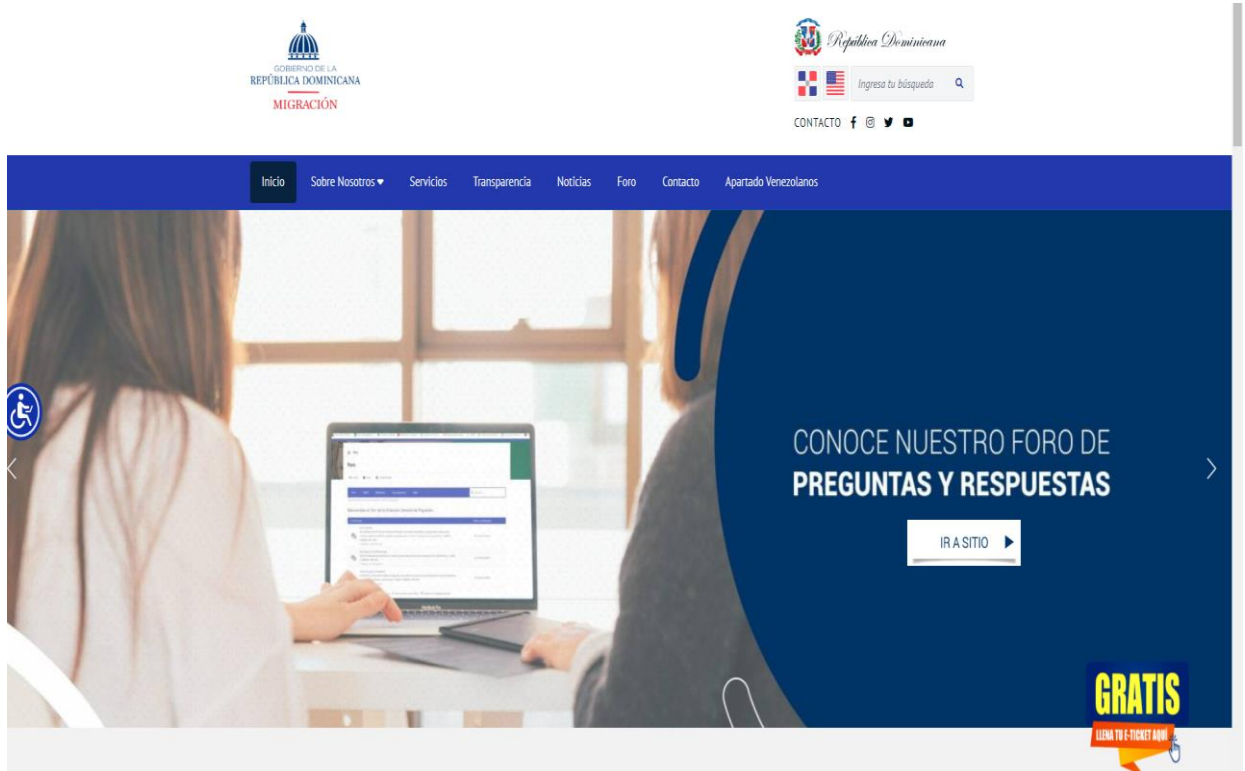 GOBIERNO DE LA
REPÚBLICA DOMINICANA
MIGRACIÓN
República Dominicana
Ingresa tu búsqueda
CONTACTO
Inicio Sobre Nosotros Servicios Transparencia Noticias Foro Contacto Apartado Venezolanos
CONOCE NUESTRO FORO DE
PREGUNTAS Y RESPUESTAS
IR A SITIO
GRATIS
LLENA TU E-TICKET AQUÍ